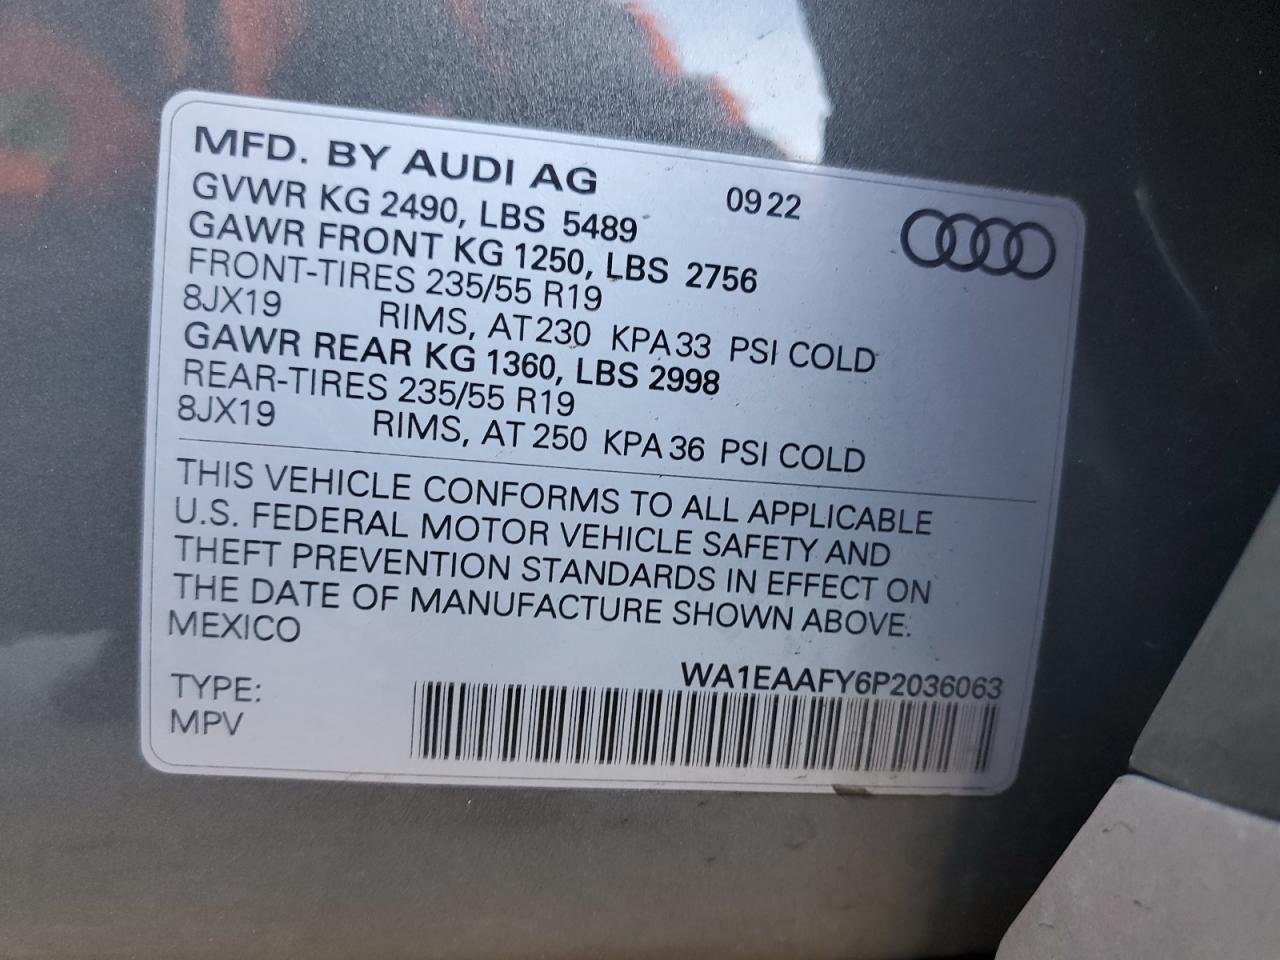 MFD. BY AUDI AG 0922
GVWR KG 2490, LBS 5489
GAWR FRONT KG 1250, LBS 2756
FRONT-TIRES 235/55 R19
8JX19 RIMS, AT 230 KPA 33 PSI COLD
GAWR REAR KG 1360, LBS 2998
REAR-TIRES 235/55 R19
8JX19 RIMS, AT 250 KPA 36 PSI COLD
THIS VEHICLE CONFORMS TO ALL APPLICABLE
U.S. FEDERAL MOTOR VEHICLE SAFETY AND
THEFT PREVENTION STANDARDS IN EFFECT ON
THE DATE OF MANUFACTURE SHOWN ABOVE.
MEXICO
WA1EAAFY6P2036063
TYPE:
MPV